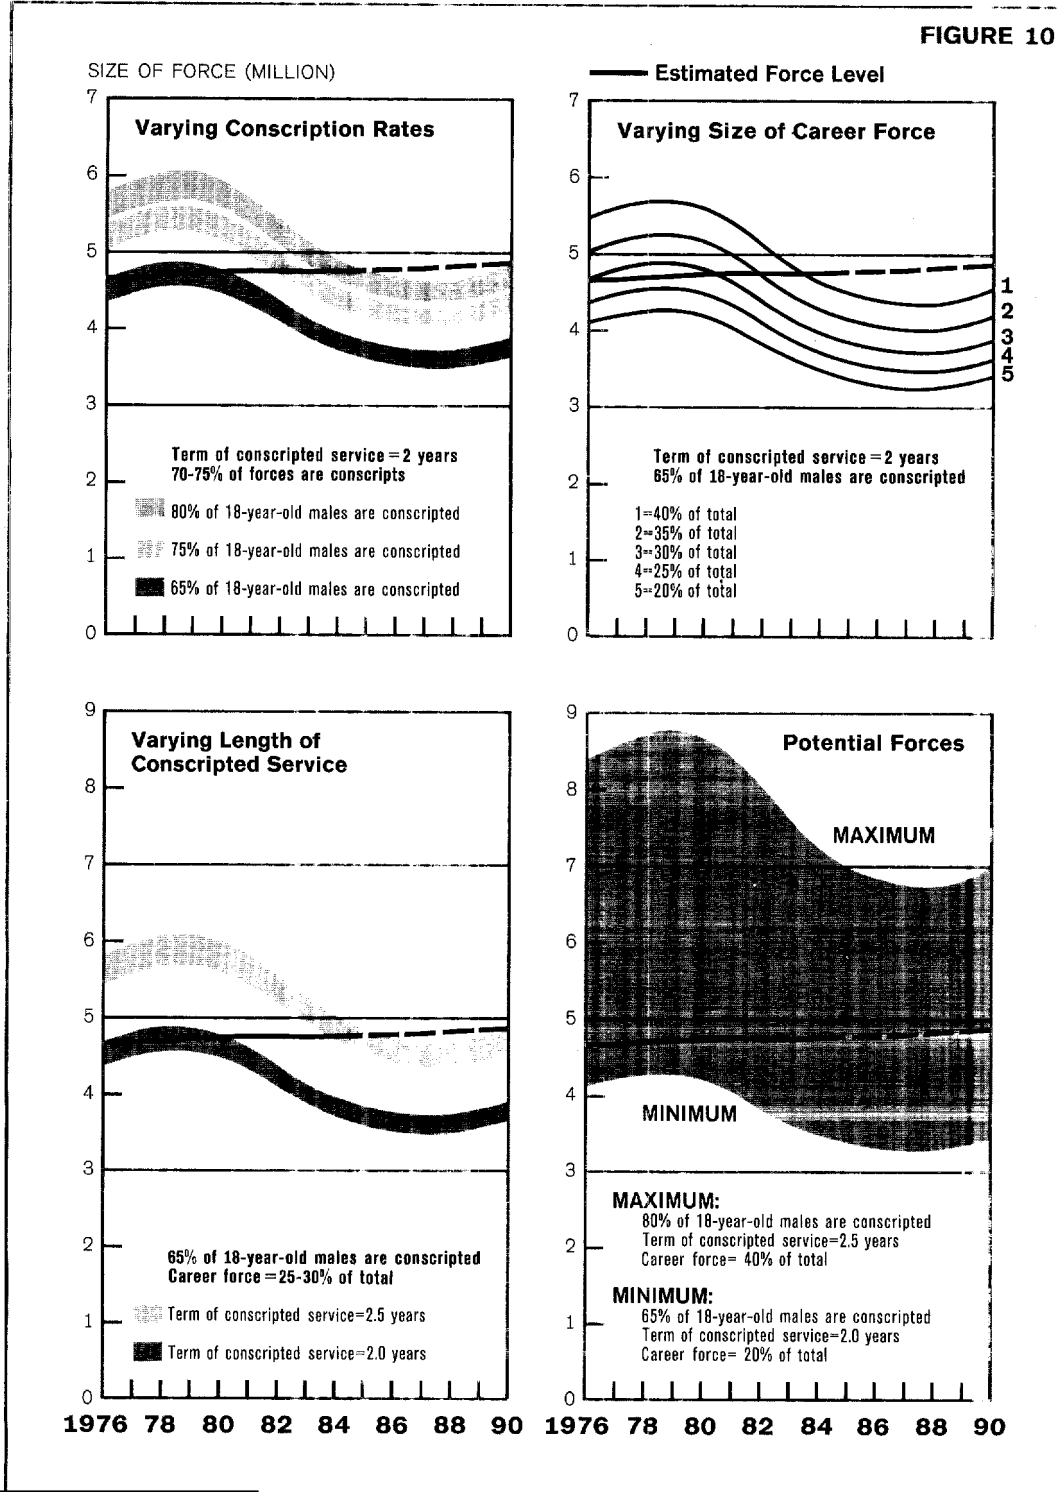 FIGURE 10
SIZE OF FORCE (MILLION)
Estimated Force Level
7
6
5
4
3
2
1
0
Varying Conscription Rates
Term of conscripted service=2 years
70-75% of forces are conscripts
80% of 18-year-old males are conscripted
75% of 18-year-old males are conscripted
65% of 18-year-old males are conscripted
7
6
5
4
3
2
1
0
Varying Size of Career Force
1
2
3
4
5
Term of conscripted service=2 years
65% of 18-year-old males are conscripted
1=40% of total
2=35% of total
3=30% of total
4=25% of total
5=20% of total
9
8
7
6
5
4
3
2
1
0
Varying Length of
Conscripted Service
65% of 18-year-old males are conscripted
Career force=25-30% of total
Term of conscripted service=2.5 years
Term of conscripted service=2.0 years
1976 78 80 82 84 86 88 90
9
8
7
6
5
4
3
2
1
0
Potential Forces
MAXIMUM
MINIMUM
MAXIMUM:
80% of 18-year-old males are conscripted
Term of conscripted service=2.5 years
Career force= 40% of total
MINIMUM:
65% of 18-year-old males are conscripted
Term of conscripted service=2.0 years
Career force= 20% of total
1976 78 80 82 84 86 88 90